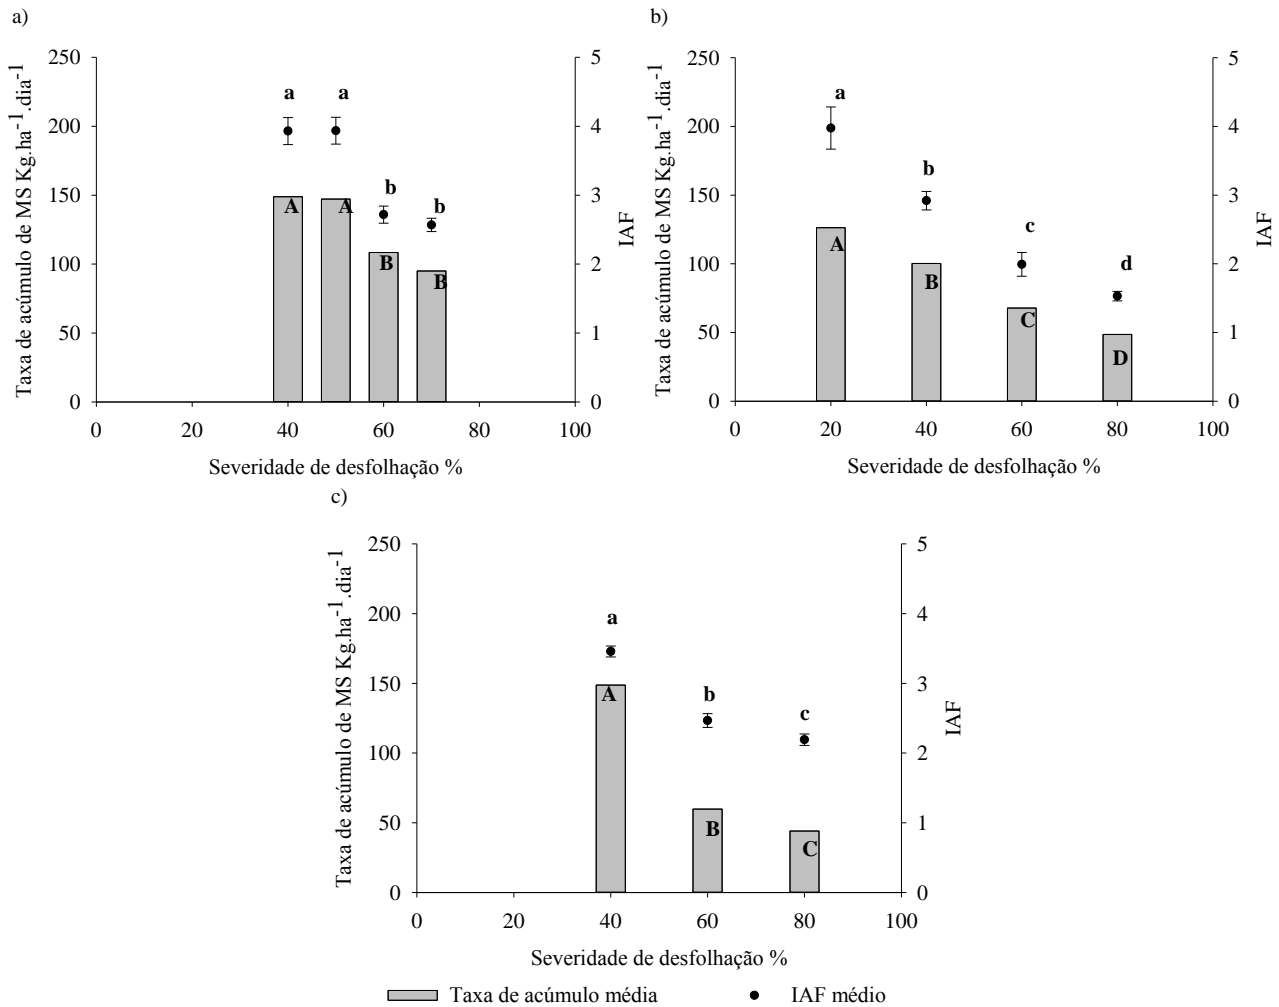 a)
Taxa de acúmulo de MS Kg.ha-1.dia-1
250
200
150
100
50
0
a
a
b
b
A
A
B
B
5
4
3
2
1
0
IAF
0
20
40
60
80
100
Severidade de desfolhação %
b)
Taxa de acúmulo de MS Kg.ha-1.dia-1
250
200
150
100
50
0
a
b
c
d
A
B
C
D
5
4
3
2
1
0
IAF
0
20
40
60
80
100
Severidade de desfolhação %
c)
Taxa de acúmulo de MS Kg.ha-1.dia-1
250
200
150
100
50
0
a
b
c
A
B
C
5
4
3
2
1
0
IAF
0
20
40
60
80
100
Severidade de desfolhação %
Taxa de acúmulo média
IAF médio